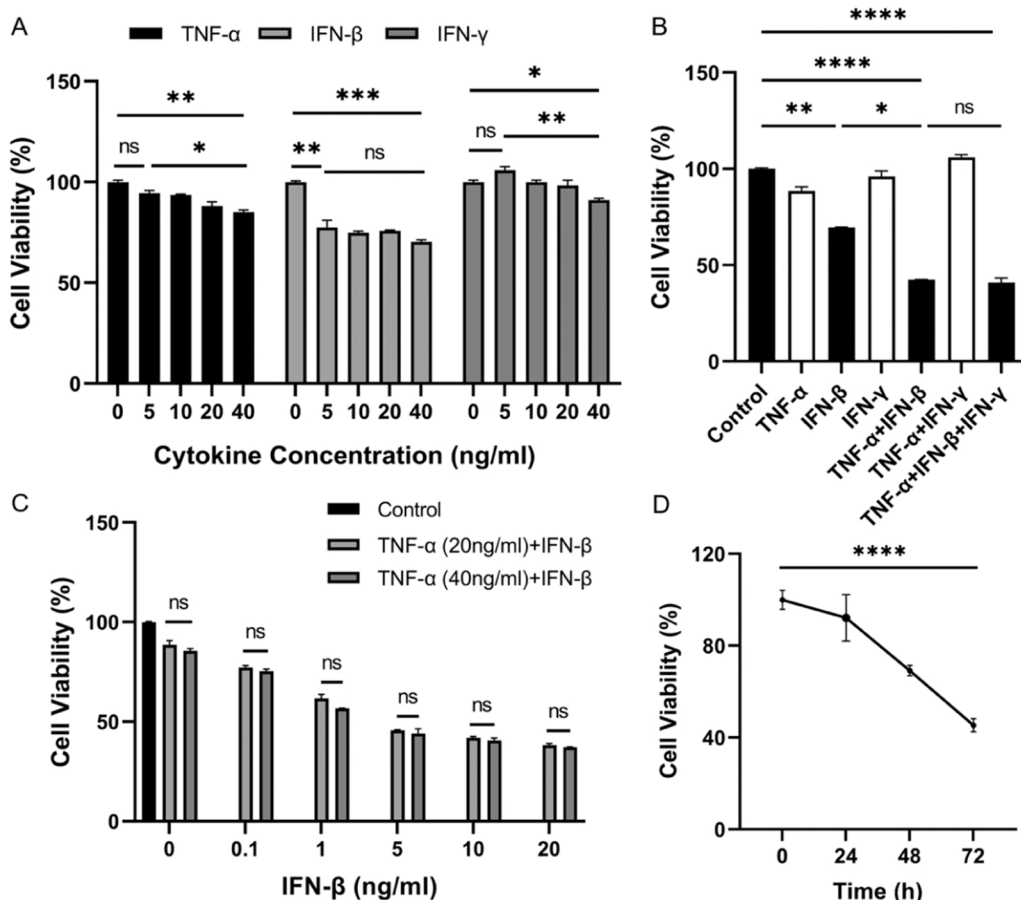 A
TNF-α IFN-β IFN-γ
Cell Viability (%)
150
100
50
0
** *** *
ns * ** ns ns **
0 5 10 20 40 0 5 10 20 40 0 5 10 20 40
Cytokine Concentration (ng/ml)
B
Cell Viability (%)
150
100
50
0
****
****
** * ns
Control
TNF-α
IFN-β
IFN-γ
TNF-α+IFN-β
TNF-α+IFN-γ
TNF-α+IFN-β+IFN-γ
C
Control
TNF-α (20ng/ml)+IFN-β
TNF-α (40ng/ml)+IFN-β
Cell Viability (%)
150
100
50
0
ns ns ns ns ns ns
0 0.1 1 5 10 20
IFN-β (ng/ml)
D
Cell Viability (%)
120
80
40
0
****
0 24 48 72
Time (h)